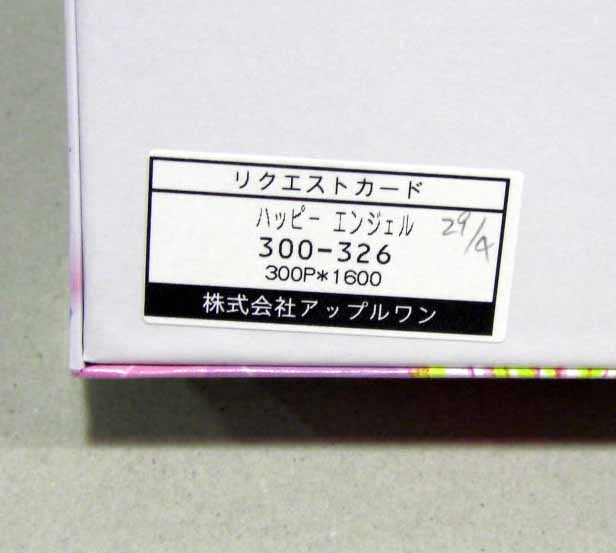 リクエストカード
ハッピー エンジェル
29/4
300-326
300P*1600
株式会社アップルワン